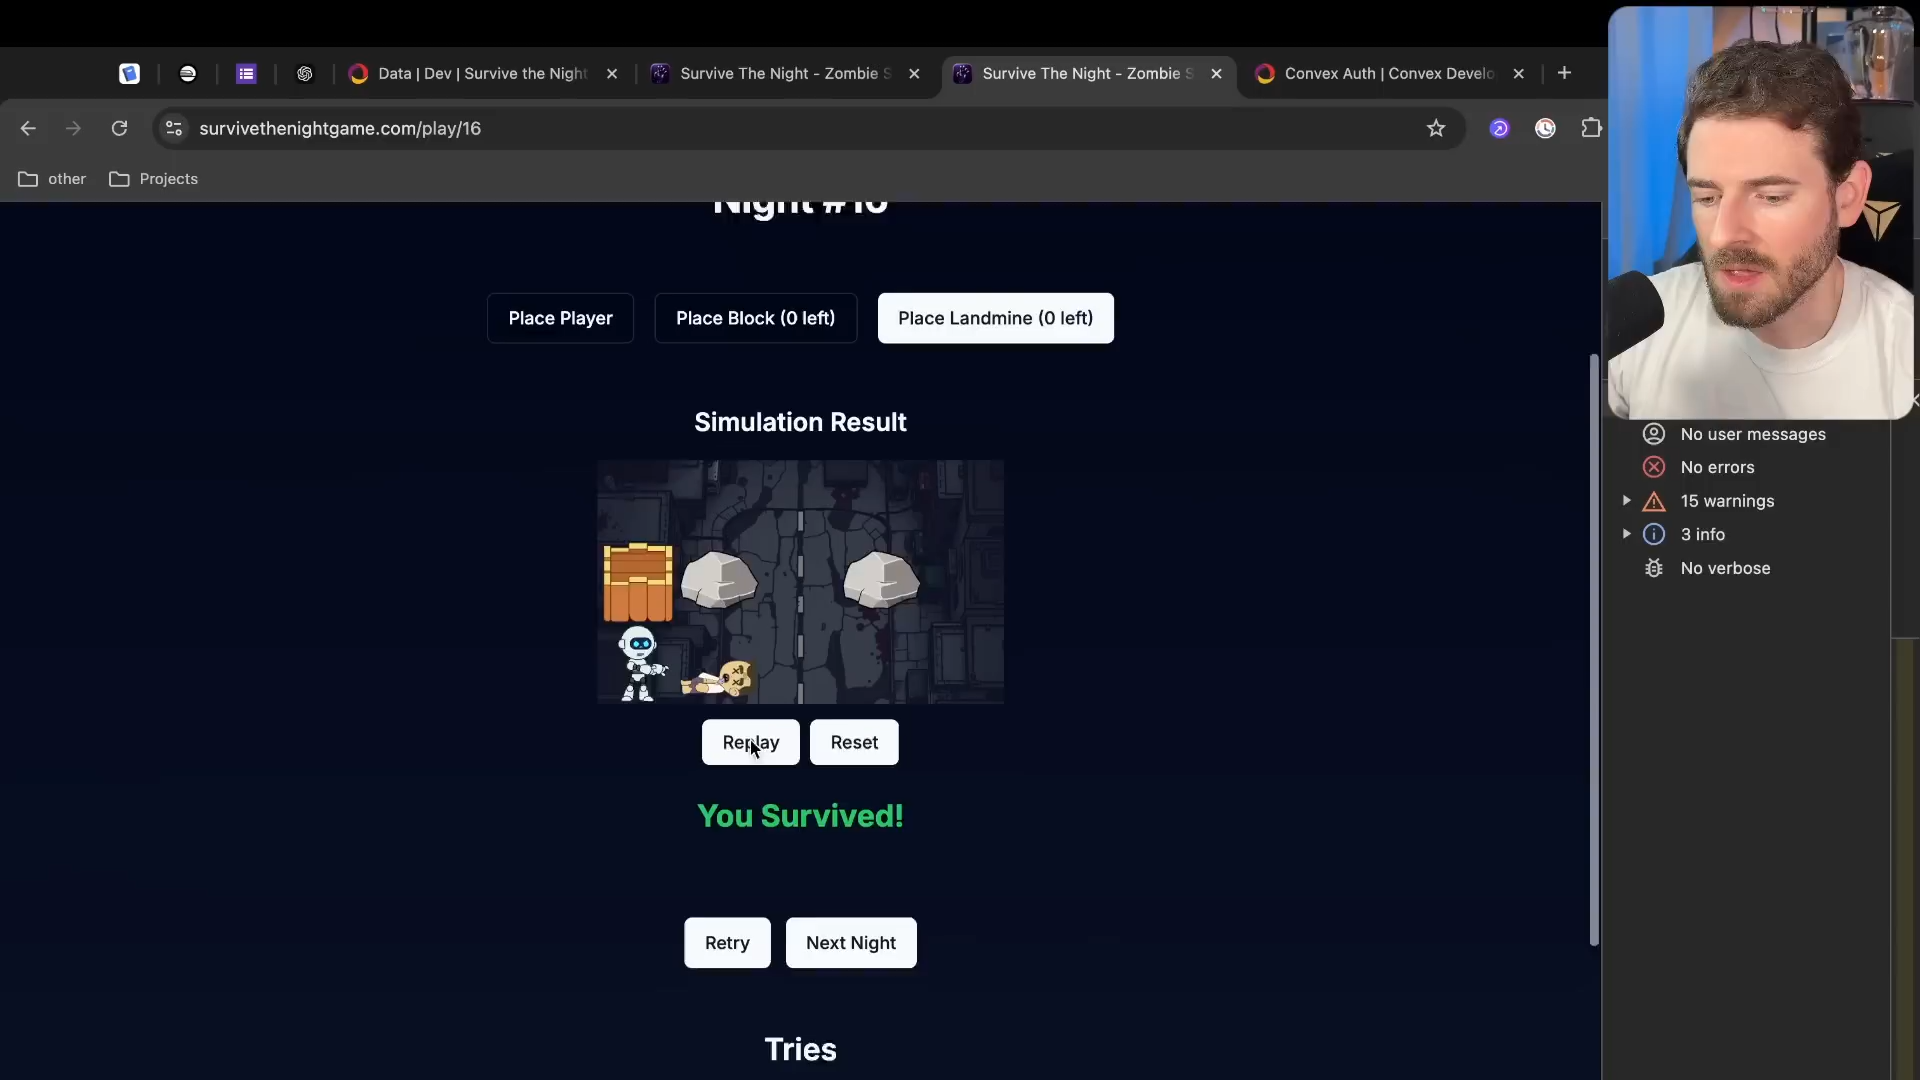 Data | Dev | Survive the Night
Survive The Night - Zombie S
Survive The Night - Zombie S
Convex Auth | Convex Develo
survivethenightgame.com/play/16
other
Projects
Night #16
Place Player
Place Block (0 left)
Place Landmine (0 left)
Simulation Result
Replay
Reset
You Survived!
Retry
Next Night
Tries
No user messages
No errors
15 warnings
3 info
No verbose